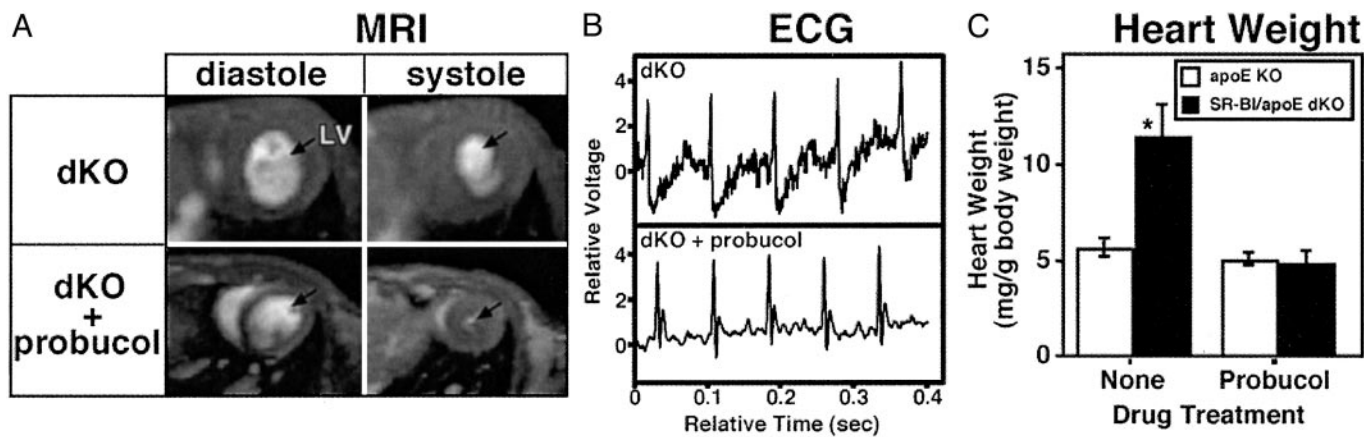 A
MRI
diastole
systole
dKO
LV
dKO
+
probucol
B
ECG
dKO
4
2
0
dKO + probucol
4
2
0
Relative Voltage
0 0.1 0.2 0.3 0.4
Relative Time (sec)
C
Heart Weight
apoE KO
SR-BI/apoE dKO
15
10
5
0
*
Heart Weight
(mg/g body weight)
None Probucol
Drug Treatment